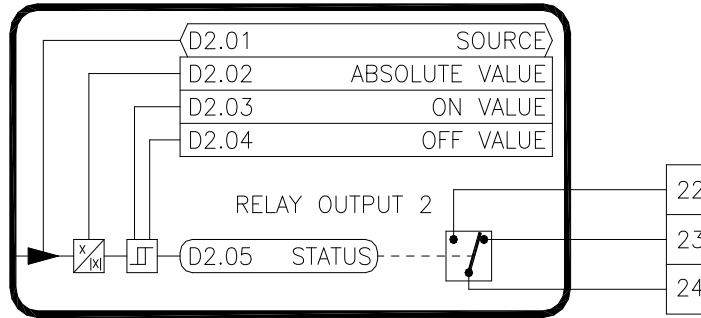 D2.01 SOURCE
D2.02 ABSOLUTE VALUE
D2.03 ON VALUE
D2.04 OFF VALUE
22
RELAY OUTPUT 2
23
x
|x|
D2.05 STATUS
24